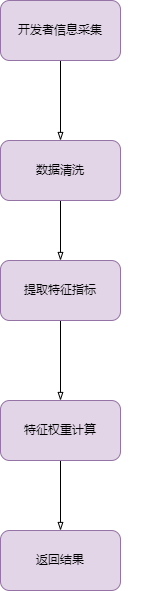 开发者信息采集
数据清洗
提取特征指标
特征权重计算
返回结果